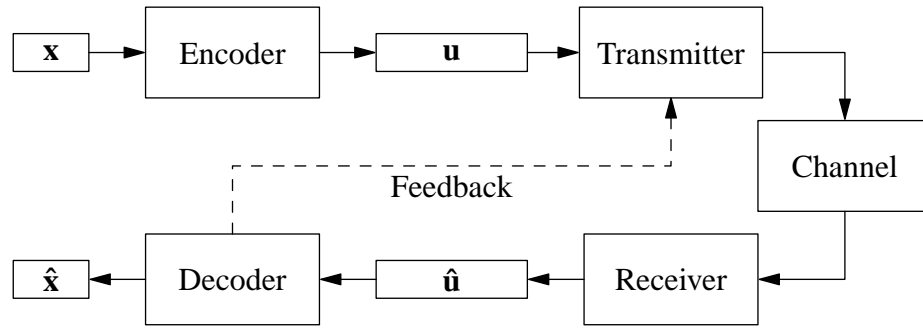 x
Encoder
u
Transmitter
Channel
Feedback
x̂
Decoder
û
Receiver